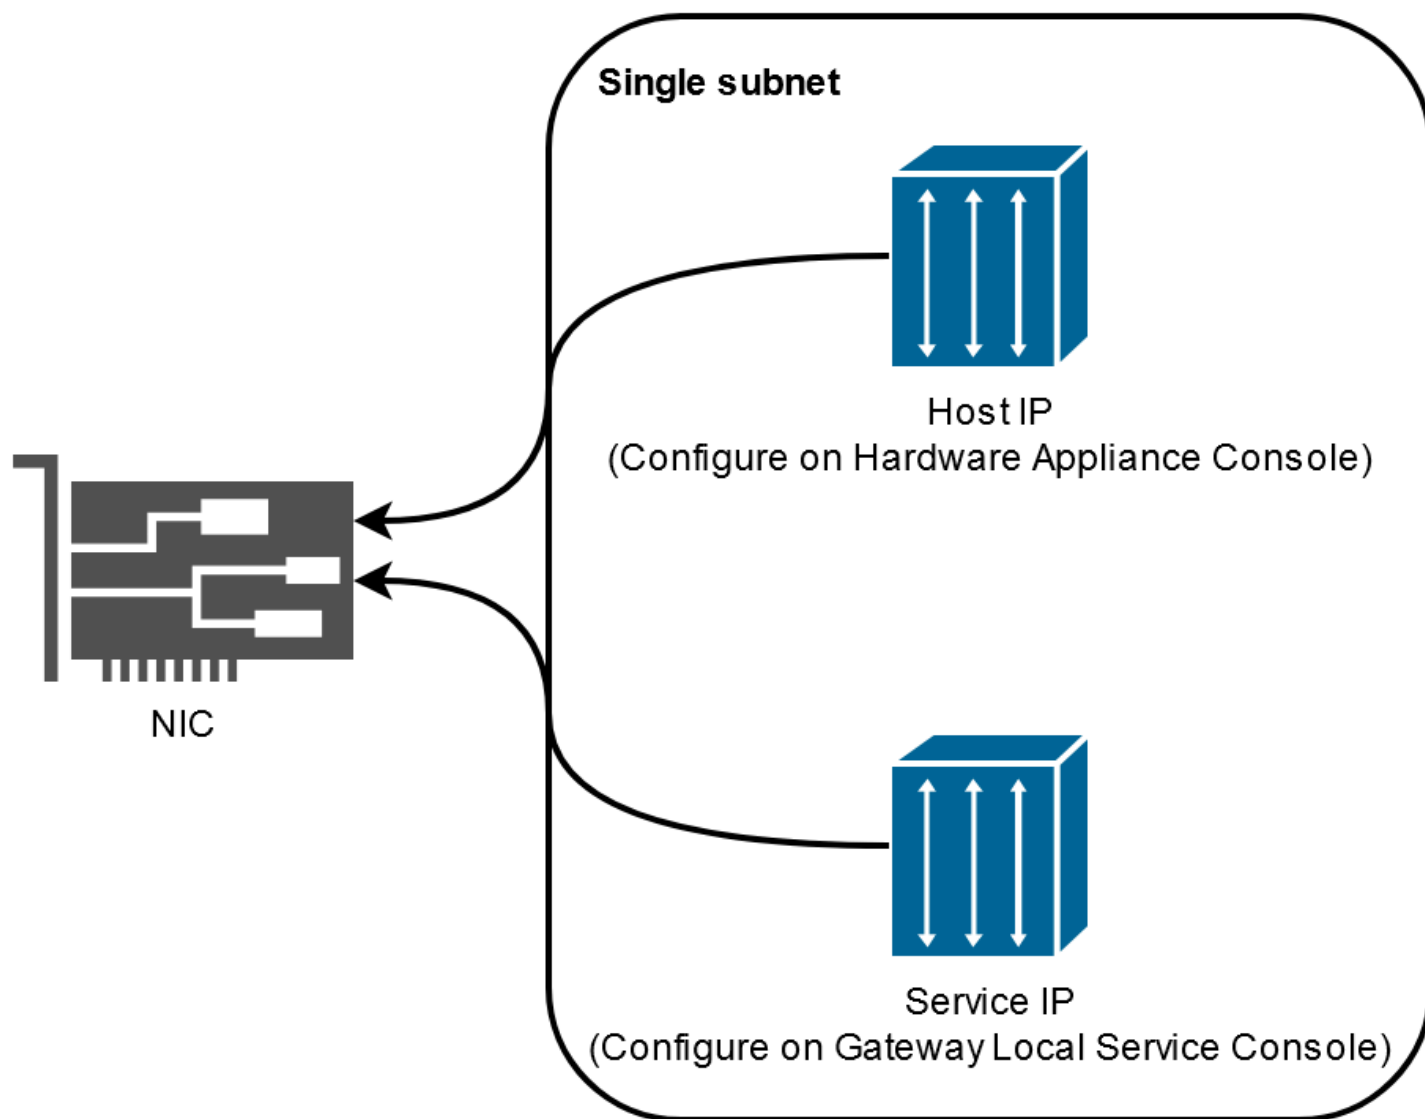 Single subnet
Host IP
(Configure on Hardware Appliance Console)
NIC
Service IP
(Configure on Gateway Local Service Console)